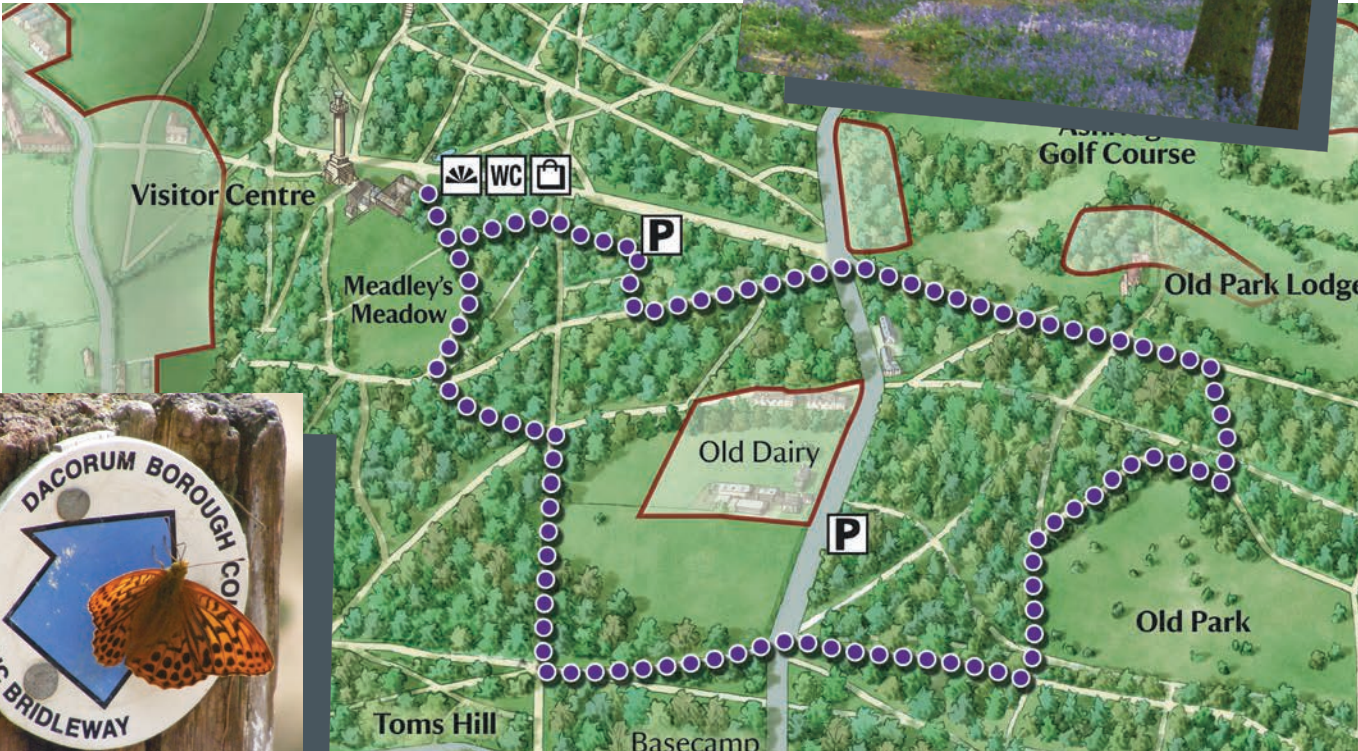 Golf Course
Visitor Centre
WC
P
Meadley's
Meadow
Old Park Lodge
Old Dairy
P
Old Park
Toms Hill
Basecamp
DACORUM BOROUGH CO
BRIDLEWAY